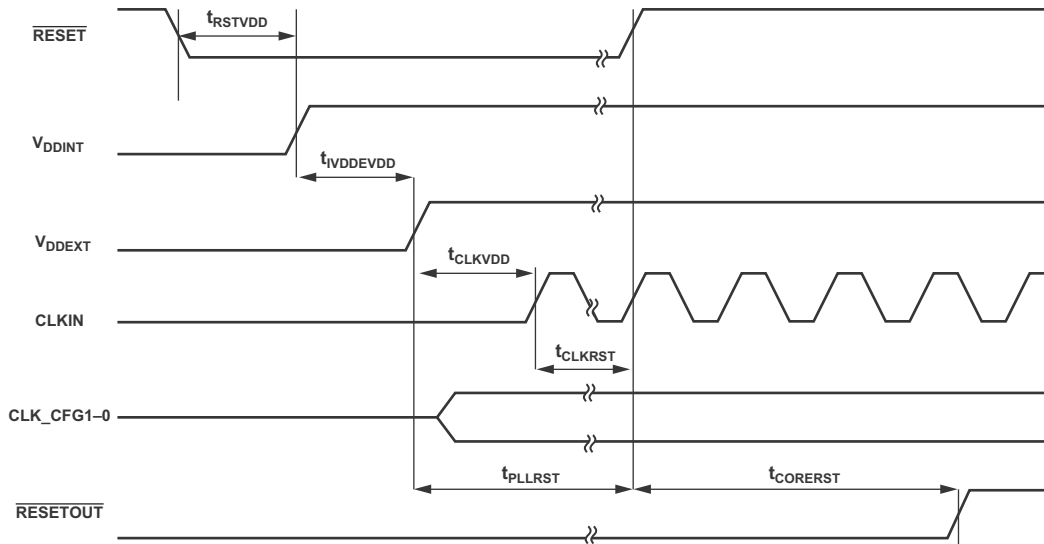 RESET
tRSTVDD
VDDINT
tIVDDEVDD
VDDEXT
tCLKVDD
CLKIN
tCLKRST
CLK_CFG1–0
tPLLRST
tCORERST
RESETOUT